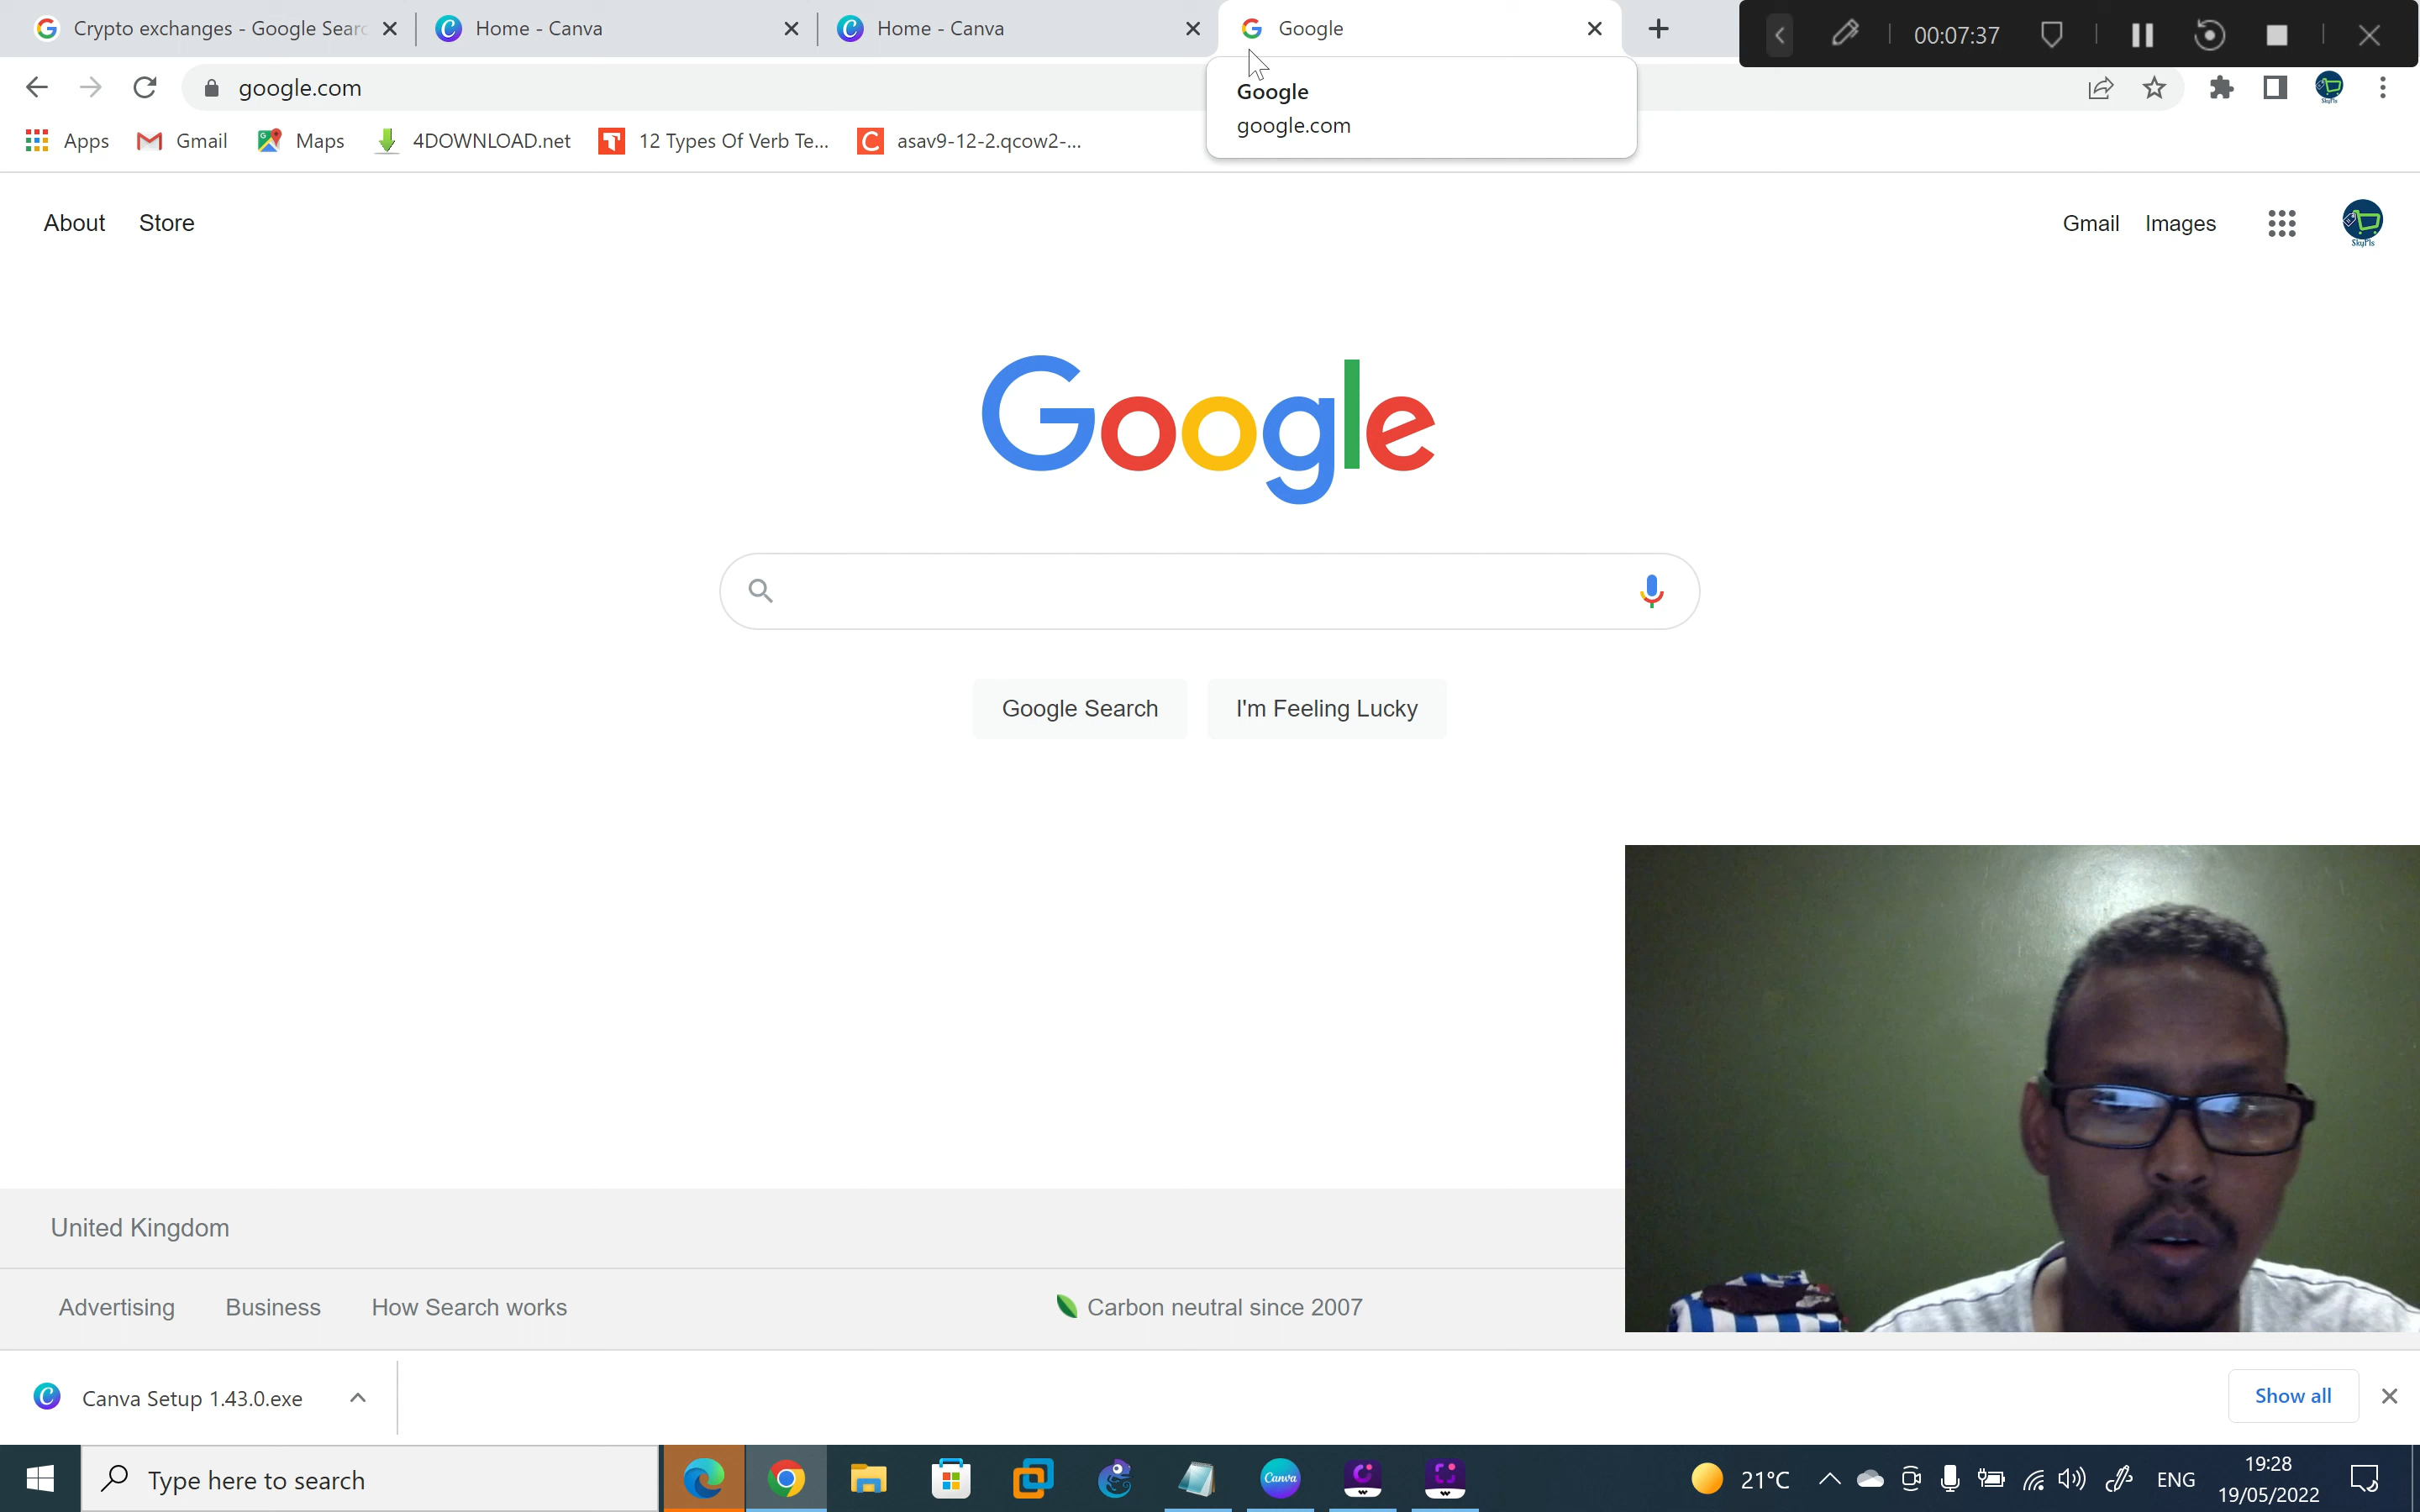 Crypto exchanges - Google Sear
Home - Canva
Home - Canva
Google
00:07:37
google.com
Google
google.com
Apps
Gmail
Maps
4DOWNLOAD.net
12 Types Of Verb Te...
asav9-12-2.qcow2-...
About
Store
Gmail
Images
SkyFls
Google
Google Search
I'm Feeling Lucky
United Kingdom
Advertising
Business
How Search works
Carbon neutral since 2007
Canva Setup 1.43.0.exe
Show all
Type here to search
Canva
21°C
ENG
19:28
19/05/2022